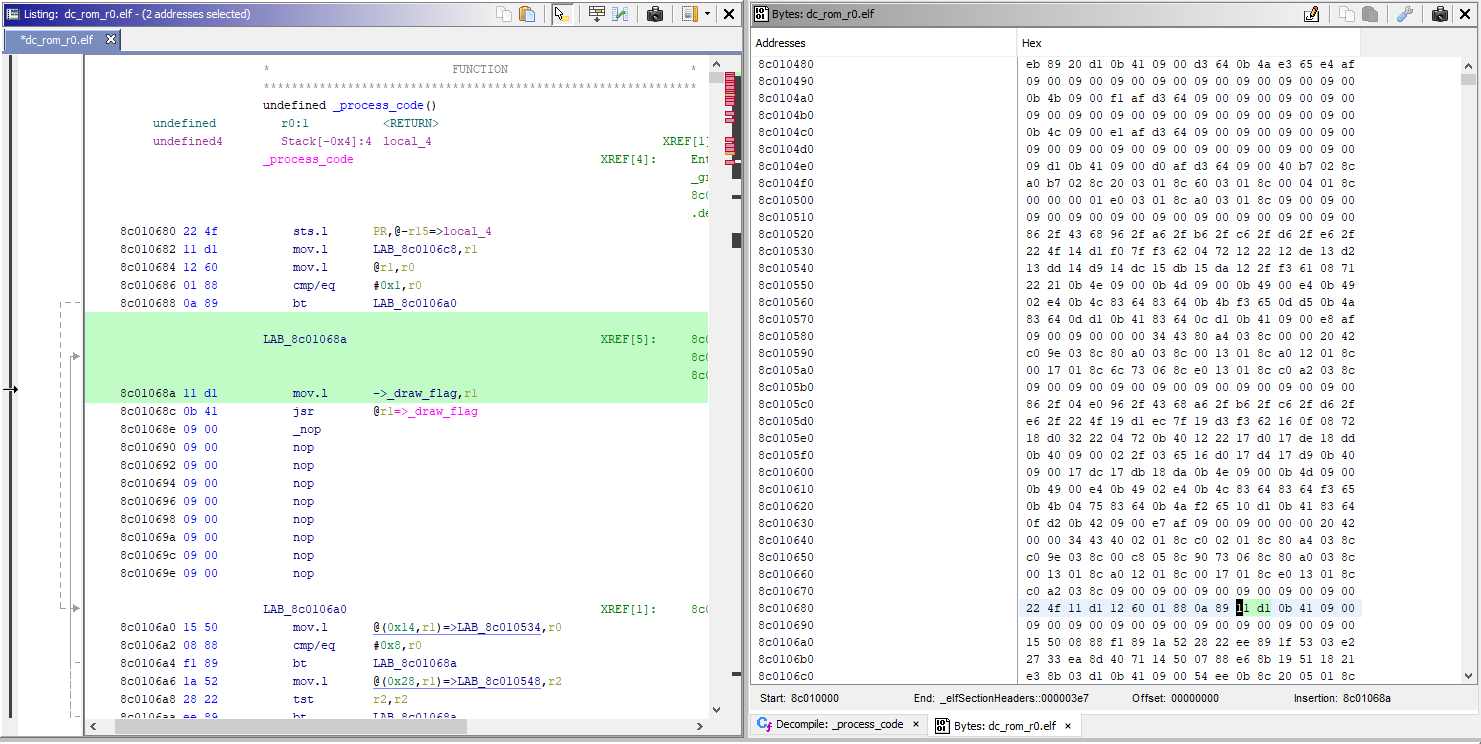 Listing: dc_rom_r0.elf - (2 addresses selected)
*dc_rom_r0.elf
* FUNCTION *
**************************************************************
undefined _process_code()
undefined r0:1 <RETURN>
undefined4 Stack[-0x4]:4 local_4 XREF[1]
_process_code XREF[4]: Ent
_gr
8c0
.de
8c010680 22 4f sts.l PR,@-r15=>local_4
8c010682 11 d1 mov.l LAB_8c0106c8,r1
8c010684 12 60 mov.l @r1,r0
8c010686 01 88 cmp/eq #0x1,r0
8c010688 0a 89 bt LAB_8c0106a0
LAB_8c01068a XREF[5]: 8c0
8c0
8c0
8c01068a 11 d1 mov.l ->_draw_flag,r1
8c01068c 0b 41 jsr @r1=>_draw_flag
8c01068e 09 00 _nop
8c010690 09 00 nop
8c010692 09 00 nop
8c010694 09 00 nop
8c010696 09 00 nop
8c010698 09 00 nop
8c01069a 09 00 nop
8c01069c 09 00 nop
8c01069e 09 00 nop
LAB_8c0106a0 XREF[1]: 8c0
8c0106a0 15 50 mov.l @(0x14,r1)=>LAB_8c010534,r0
8c0106a2 08 88 cmp/eq #0x8,r0
8c0106a4 f1 89 bt LAB_8c01068a
8c0106a6 1a 52 mov.l @(0x28,r1)=>LAB_8c010548,r2
8c0106a8 28 22 tst r2,r2
8c0106aa ee 89 bt LAB_8c01068a
Bytes: dc_rom_r0.elf
Addresses Hex
8c010480 eb 89 20 d1 0b 41 09 00 d3 64 0b 4a e3 65 e4 af
8c010490 09 00 09 00 09 00 09 00 09 00 09 00 09 00 09 00
8c0104a0 0b 4b 09 00 f1 af d3 64 09 00 09 00 09 00 09 00
8c0104b0 09 00 09 00 09 00 09 00 09 00 09 00 09 00 09 00
8c0104c0 0b 4c 09 00 e1 af d3 64 09 00 09 00 09 00 09 00
8c0104d0 09 00 09 00 09 00 09 00 09 00 09 00 09 00 09 00
8c0104e0 09 d1 0b 41 09 00 d0 af d3 64 09 00 40 b7 02 8c
8c0104f0 a0 b7 02 8c 20 03 01 8c 60 03 01 8c 00 04 01 8c
8c010500 00 00 00 01 e0 03 01 8c a0 03 01 8c 09 00 09 00
8c010510 09 00 09 00 09 00 09 00 09 00 09 00 09 00 09 00
8c010520 86 2f 43 68 96 2f a6 2f b6 2f c6 2f d6 2f e6 2f
8c010530 22 4f 14 d1 f0 7f f3 62 04 72 12 22 12 de 13 d2
8c010540 13 dd 14 d9 14 dc 15 db 15 da 12 2f f3 61 08 71
8c010550 22 21 0b 4e 09 00 0b 4d 09 00 0b 49 00 e4 0b 49
8c010560 02 e4 0b 4c 83 64 83 64 0b 4b f3 65 0d d5 0b 4a
8c010570 83 64 0d d1 0b 41 83 64 0c d1 0b 41 09 00 e8 af
8c010580 09 00 09 00 00 00 34 43 80 a4 03 8c 00 00 20 42
8c010590 c0 9e 03 8c 80 a0 03 8c 00 13 01 8c a0 12 01 8c
8c0105a0 00 17 01 8c 6c 73 06 8c e0 13 01 8c c0 a2 03 8c
8c0105b0 09 00 09 00 09 00 09 00 09 00 09 00 09 00 09 00
8c0105c0 86 2f 04 e0 96 2f 43 68 a6 2f b6 2f c6 2f d6 2f
8c0105d0 e6 2f 22 4f 19 d1 ec 7f 19 d3 f3 62 16 0f 08 72
8c0105e0 18 d0 32 22 04 72 0b 40 12 22 17 d0 17 de 18 dd
8c0105f0 0b 40 09 00 02 2f 03 65 16 d0 17 d4 17 d9 0b 40
8c010600 09 00 17 dc 17 db 18 da 0b 4e 09 00 0b 4d 09 00
8c010610 0b 49 00 e4 0b 49 02 e4 0b 4c 83 64 83 64 f3 65
8c010620 0b 4b 04 75 83 64 0b 4a f2 65 10 d1 0b 41 83 64
8c010630 0f d2 0b 42 09 00 e7 af 09 00 09 00 00 00 20 42
8c010640 00 00 34 43 40 02 01 8c c0 02 01 8c 80 a4 03 8c
8c010650 c0 9e 03 8c 00 c8 05 8c 90 73 06 8c 80 a0 03 8c
8c010660 00 13 01 8c a0 12 01 8c 00 17 01 8c e0 13 01 8c
8c010670 c0 a2 03 8c 09 00 09 00 09 00 09 00 09 00 09 00
8c010680 22 4f 11 d1 12 60 01 88 0a 89 11 d1 0b 41 09 00
8c010690 09 00 09 00 09 00 09 00 09 00 09 00 09 00 09 00
8c0106a0 15 50 08 88 f1 89 1a 52 28 22 ee 89 1f 53 03 e2
8c0106b0 27 33 ea 8d 40 71 14 50 07 88 e6 8b 19 51 18 21
8c0106c0 e3 8b 03 d1 0b 41 09 00 54 ee 0b 8c 20 05 01 8c
Start: 8c010000 End: _elfSectionHeaders::000003e7 Offset: 00000000 Insertion: 8c01068a
Decompile: _process_code
Bytes: dc_rom_r0.elf